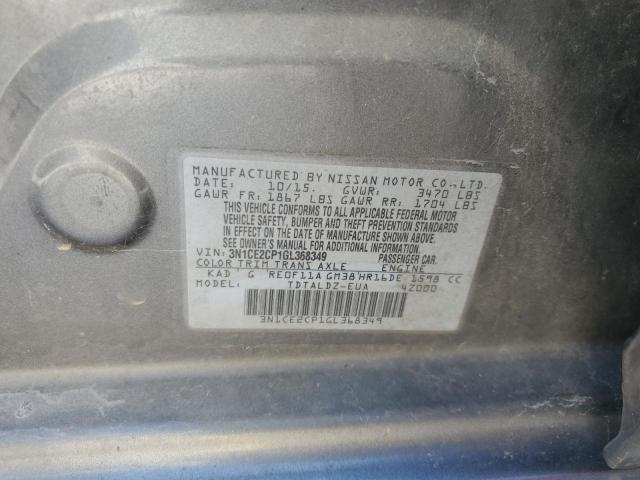 MANUFACTURED BY NISSAN MOTOR CO.,LTD.
DATE: 10/15. GVWR: 3470 LBS
GAWR FR: 1867 LBS GAWR RR: 1704 LBS
THIS VEHICLE CONFORMS TO ALL APPLICABLE FEDERAL MOTOR
VEHICLE SAFETY, BUMPER AND THEFT PREVENTION STANDARDS
IN EFFECT ON THE DATE OF MANUFACTURE SHOWN ABOVE.
SEE OWNER'S MANUAL FOR ADDITIONAL INFORMATION.
VIN: 3N1CE2CP1GL368349 PASSENGER CAR.
COLOR TRIM TRANS AXLE ENGINE
KAD G RE0F11A GM38 HR16DE 1598 CC
MODEL: TDTALDZ-EUA 4Z000
3N1CE2CP1GL368349